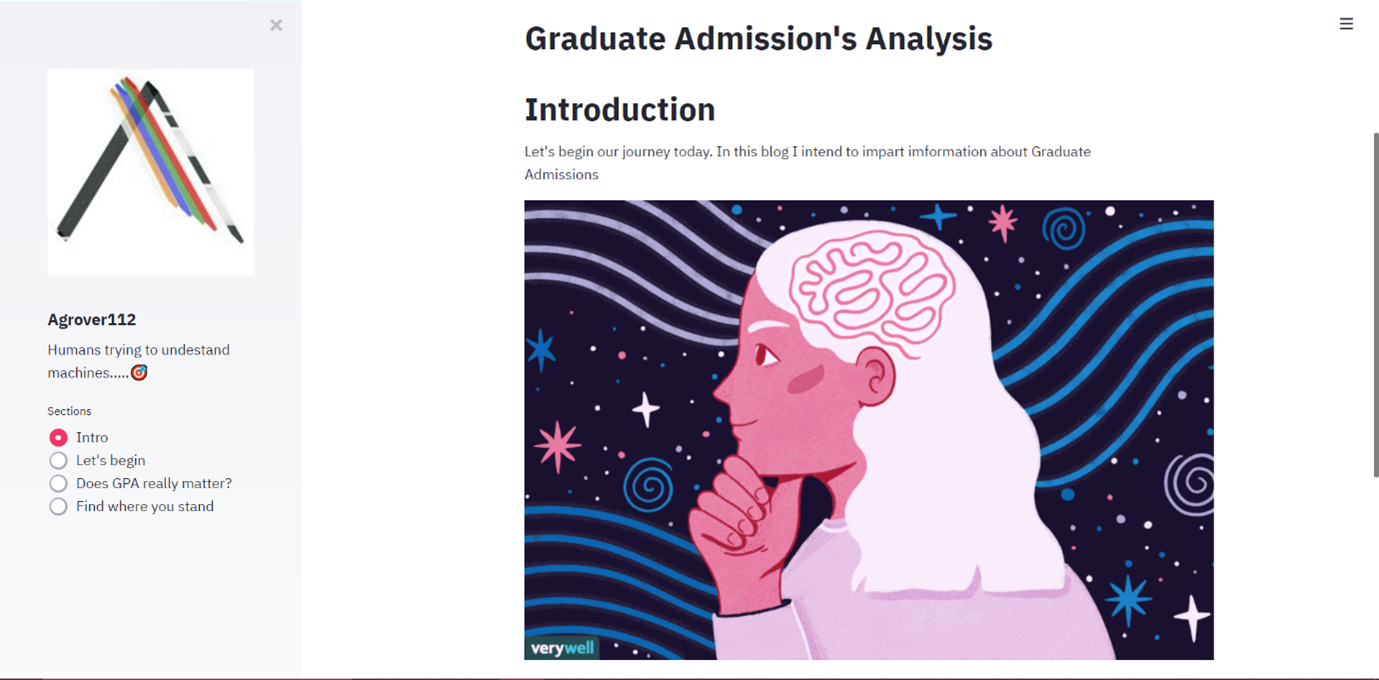 Graduate Admission's Analysis
Introduction
Let's begin our journey today. In this blog I intend to impart imformation about Graduate
Admissions
Agrover112
Humans trying to undestand
machines.....🎯
Sections
Intro
Let's begin
Does GPA really matter?
Find where you stand
verywell